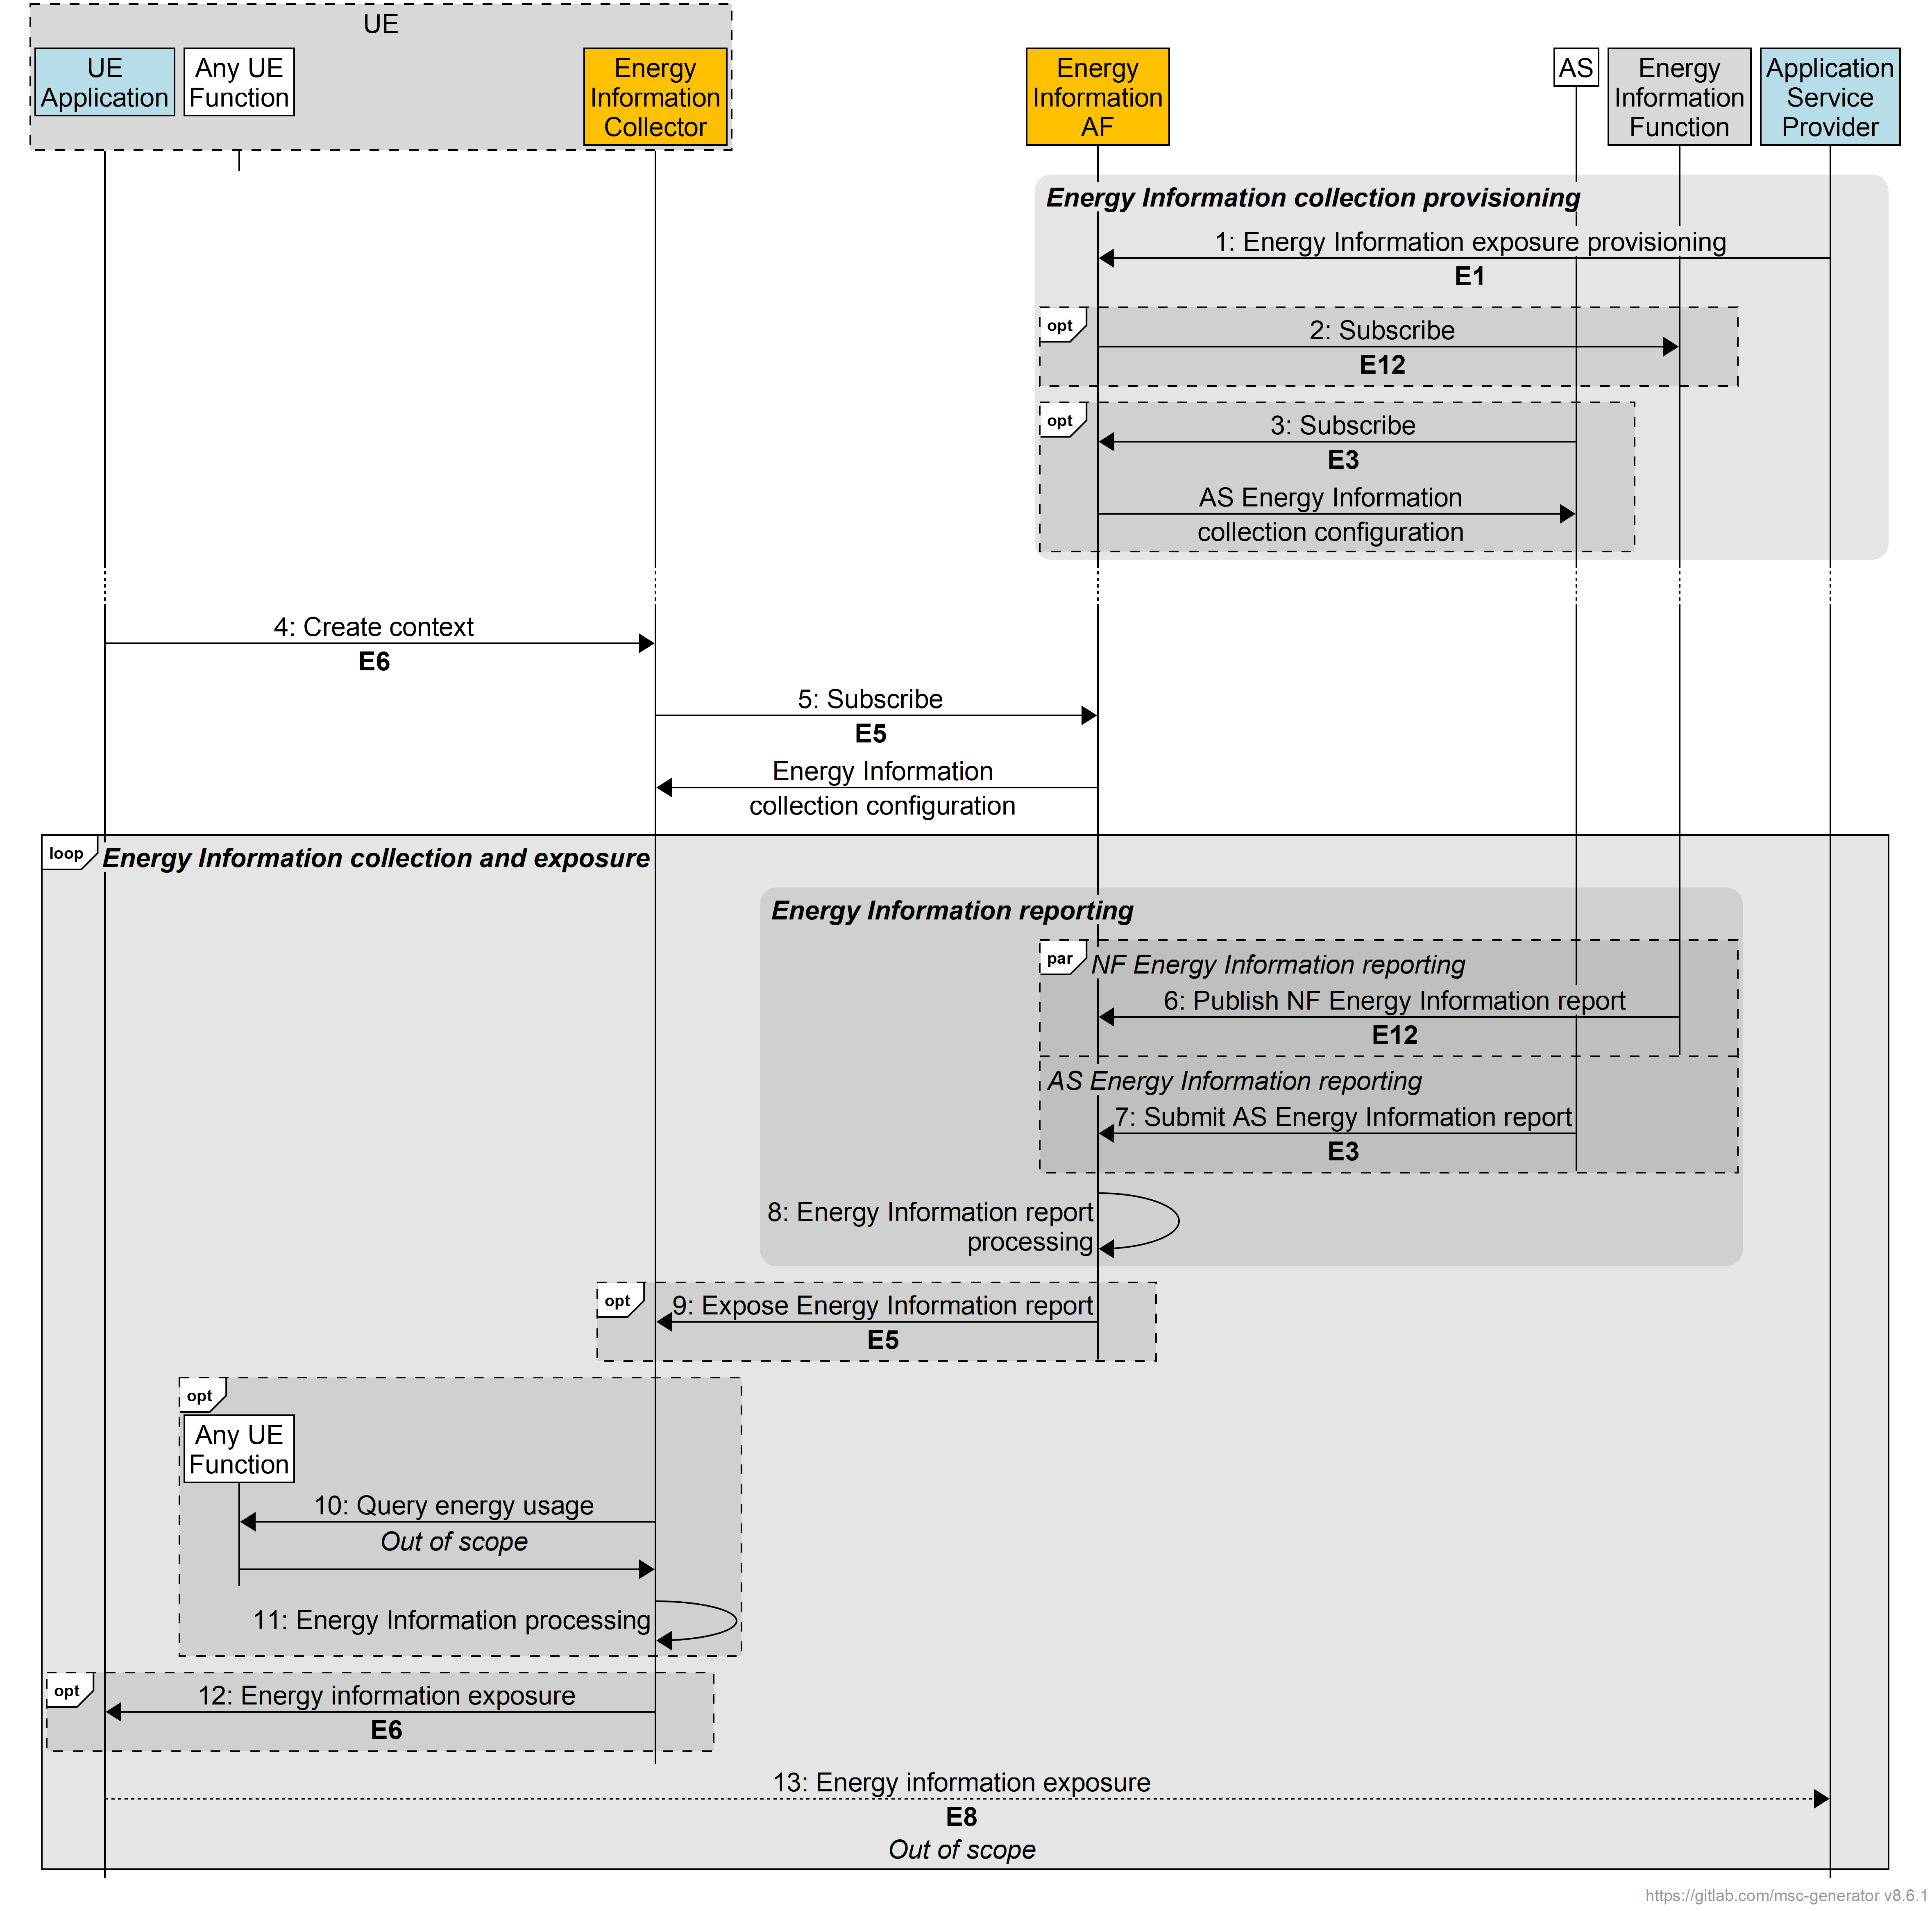 UE
UE
Application
Any UE
Function
Energy
Information
Collector
Energy
Information
AF
AS
Energy
Information
Function
Application
Service
Provider
Energy Information collection provisioning
1: Energy Information exposure provisioning
E1
opt
2: Subscribe
E12
opt
3: Subscribe
E3
AS Energy Information
collection configuration
4: Create context
E6
5: Subscribe
E5
Energy Information
collection configuration
loop
Energy Information collection and exposure
Energy Information reporting
par
NF Energy Information reporting
6: Publish NF Energy Information report
E12
AS Energy Information reporting
7: Submit AS Energy Information report
E3
8: Energy Information report
processing
opt
9: Expose Energy Information report
E5
opt
Any UE
Function
10: Query energy usage
Out of scope
11: Energy Information processing
opt
12: Energy information exposure
E6
13: Energy information exposure
E8
Out of scope
https://gitlab.com/msc-generator v8.6.1